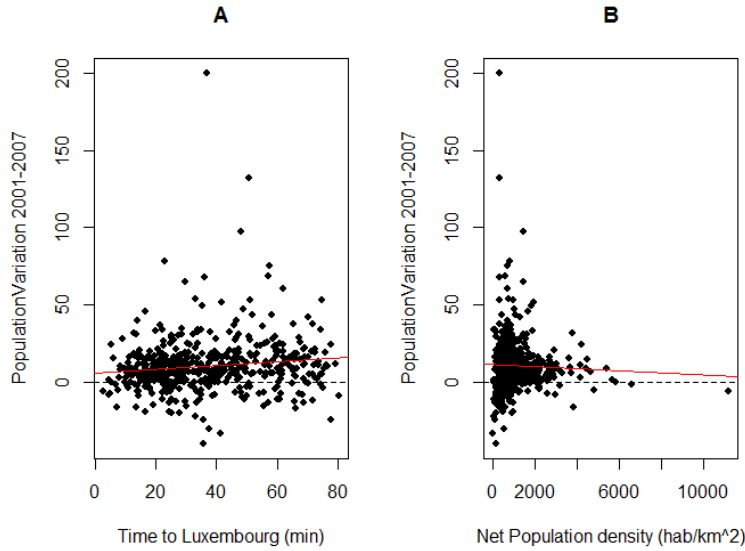 A
B
PopulationVariation 2001-2007
200
150
100
50
0
0 20 40 60 80
Time to Luxembourg (min)
PopulationVariation 2001-2007
200
150
100
50
0
0 2000 6000 10000
Net Population density (hab/km^2)